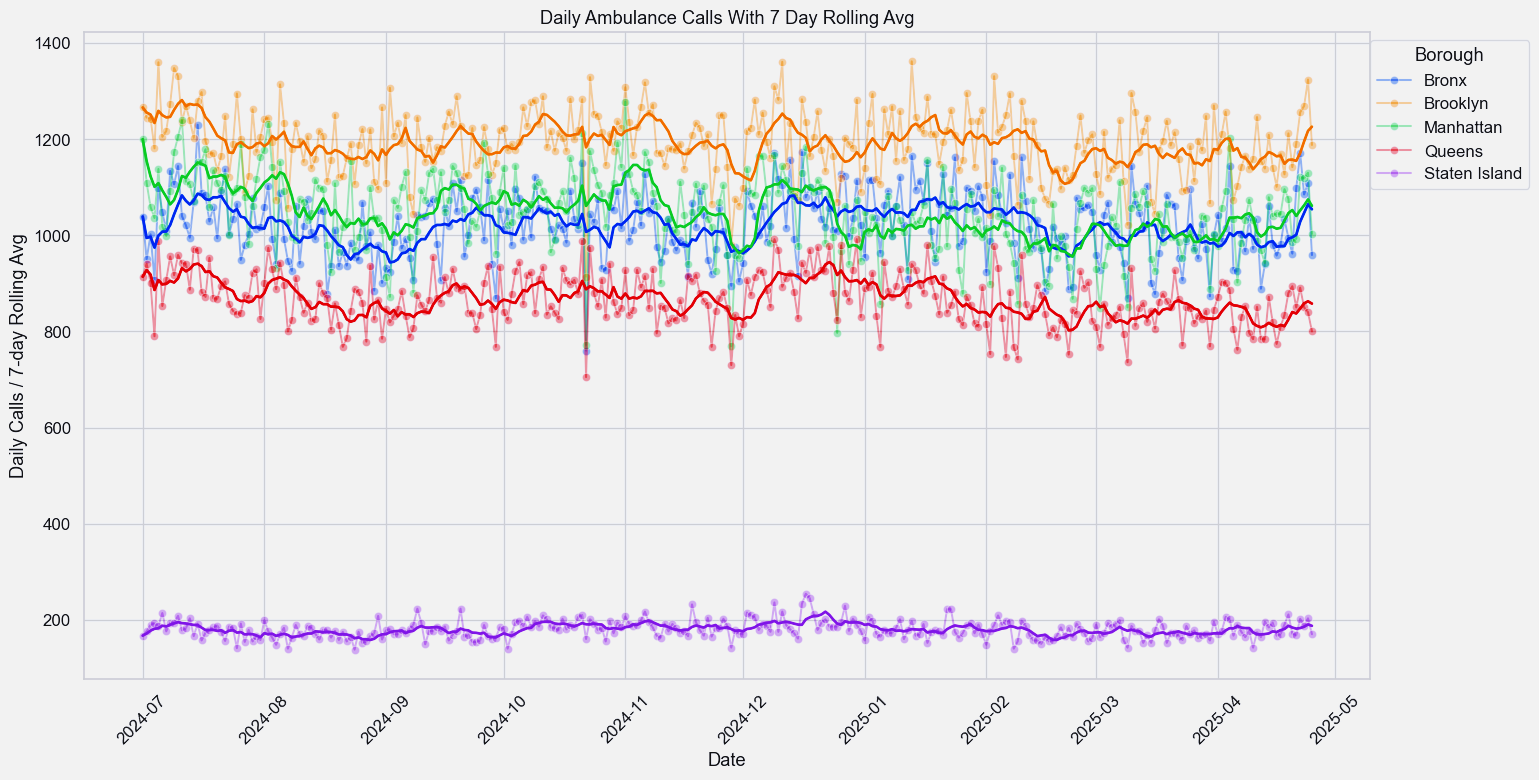 Daily Ambulance Calls With 7 Day Rolling Avg
Daily Calls / 7-day Rolling Avg
1400
1200
1000
800
600
400
200
2024-07
2024-08
2024-09
2024-10
2024-11
2024-12
2025-01
2025-02
2025-03
2025-04
2025-05
Date
Borough
Bronx
Brooklyn
Manhattan
Queens
Staten Island